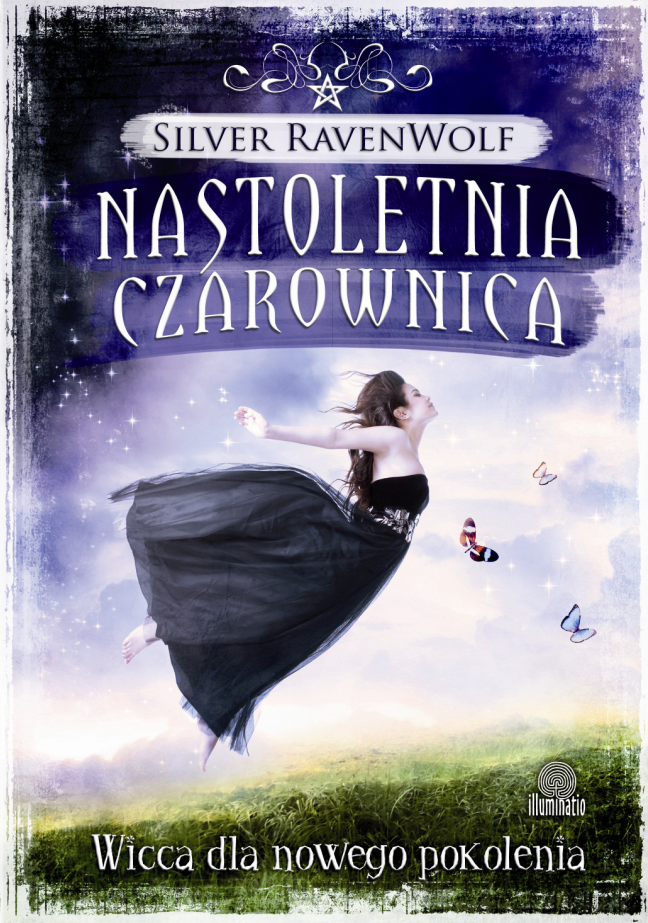 Silver RavenWolf
NASTOLETNIA
CZAROWNICA
illuminatio
Wicca dla nowego pokolenia